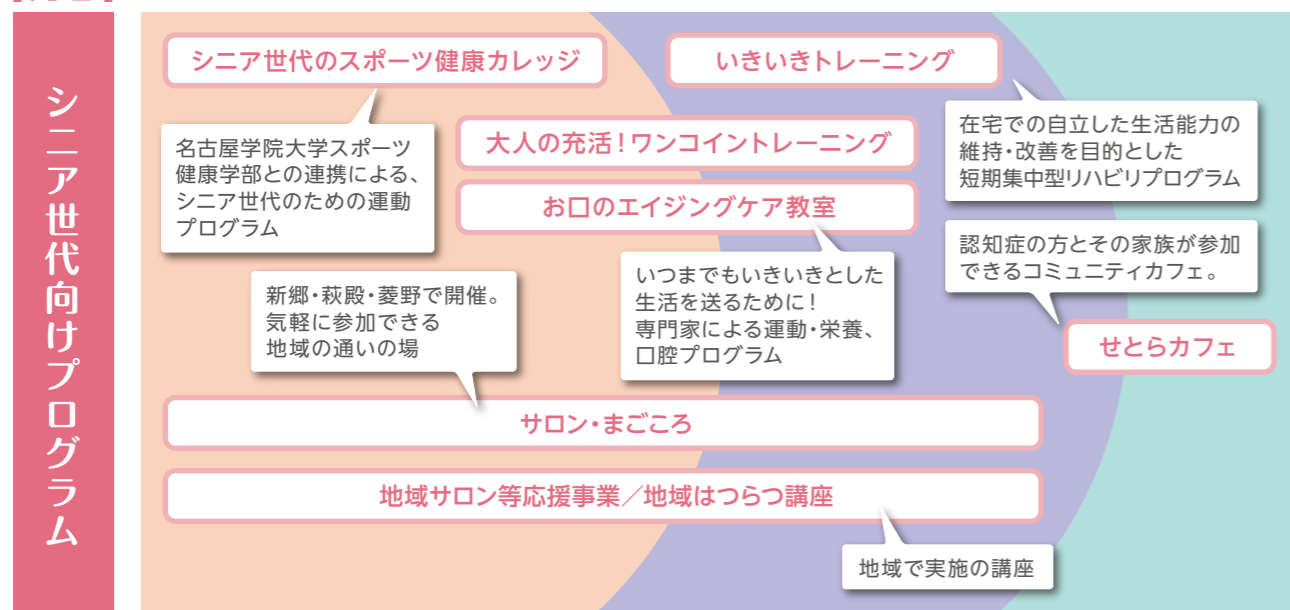 シニア世代向けプログラム
シニア世代のスポーツ健康カレッジ
いきいきトレーニング
名古屋学院大学スポーツ
健康学部との連携による、
シニア世代のための運動
プログラム
大人の充活！ワンコイントレーニング
お口のエイジングケア教室
在宅での自立した生活能力の
維持・改善を目的とした
短期集中型リハビリプログラム
いつまでもいきいきとした
生活を送るために！
専門家による運動・栄養、
口腔プログラム
認知症の方とその家族が参加
できるコミュニティカフェ。
せとらカフェ
新郷・萩殿・菱野で開催。
気軽に参加できる
地域の通いの場
サロン・まごころ
地域サロン等応援事業／地域はつらつ講座
地域で実施の講座